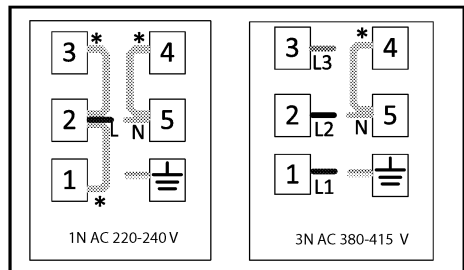 3 * * 4
2 L N 5
1 *
1N AC 220-240 V
3 L3 * 4
2 L2 N 5
1 L1
3N AC 380-415 V